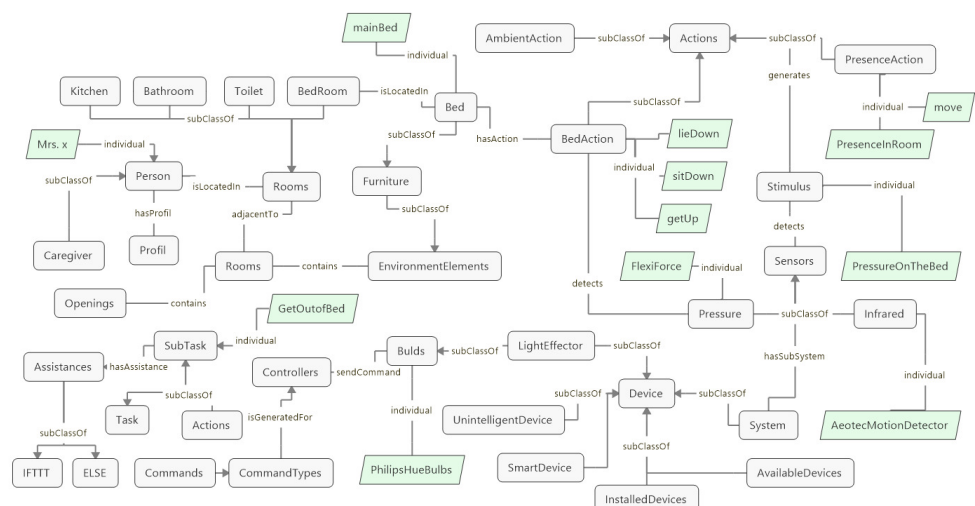 mainBed
AmbientAction
subClassOf
Actions
subClassOf
PresenceAction
individual
generates
Kitchen
Bathroom
Toilet
BedRoom
isLocatedIn
Bed
subClassOf
individual
move
subClassOf
subClassOf
hasAction
BedAction
lieDown
PresenceInRoom
Mrs. x
individual
individual
subClassOf
Person
isLocatedIn
Rooms
Furniture
sitDown
Stimulus
individual
hasProfil
adjacentTo
subClassOf
getUp
detects
Caregiver
Profil
Rooms
contains
EnvironmentElements
FlexiForce
individual
Sensors
PressureOnTheBed
detects
Openings
contains
GetOutofBed
Pressure
subClassOf
Infrared
individual
SubTask
Assistances
hasAssistance
Controllers
sendCommand
Bulds
subClassOf
LightEffector
subClassOf
hasSubSystem
subClassOf
subClassOf
Device
subClassOf
individual
Task
Actions
isGeneratedFor
individual
UnintelligentDevice
System
AeotecMotionDetector
subClassOf
subClassOf
IFTTT
ELSE
Commands
CommandTypes
PhilipsHueBulbs
SmartDevice
AvailableDevices
InstalledDevices